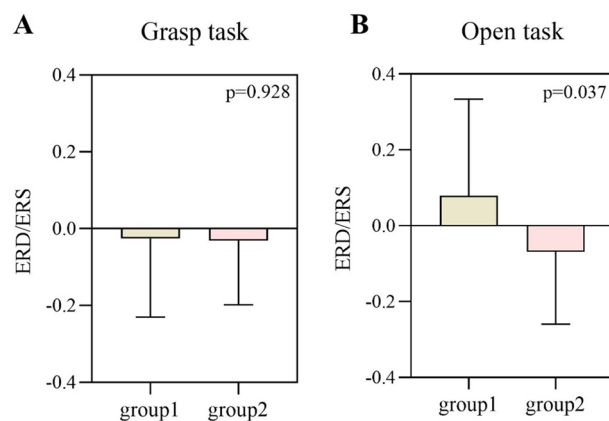 A
Grasp task
p=0.928
ERD/ERS
0.4
0.2
0.0
-0.2
-0.4
group1
group2
B
Open task
p=0.037
ERD/ERS
0.4
0.2
0.0
-0.2
-0.4
group1
group2